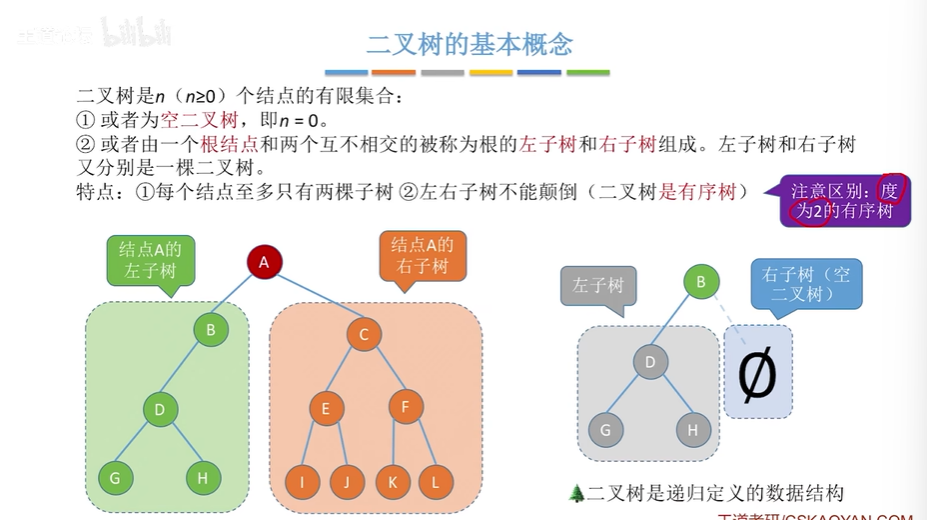 bilibili
二叉树的基本概念
二叉树是n（n≥0）个结点的有限集合：
① 或者为空二叉树，即n = 0。
② 或者由一个根结点和两个互不相交的被称为根的左子树和右子树组成。左子树和右子树
又分别是一棵二叉树。
特点：①每个结点至多只有两棵子树 ②左右子树不能颠倒（二叉树是有序树）
注意区别：度
为2的有序树
结点A的
左子树
A
结点A的
右子树
B
C
D
E
F
G
H
I
J
K
L
左子树
B
右子树（空
二叉树）
D
Ø
G
H
二叉树是递归定义的数据结构
王道考研/CSKAOYAN.COM